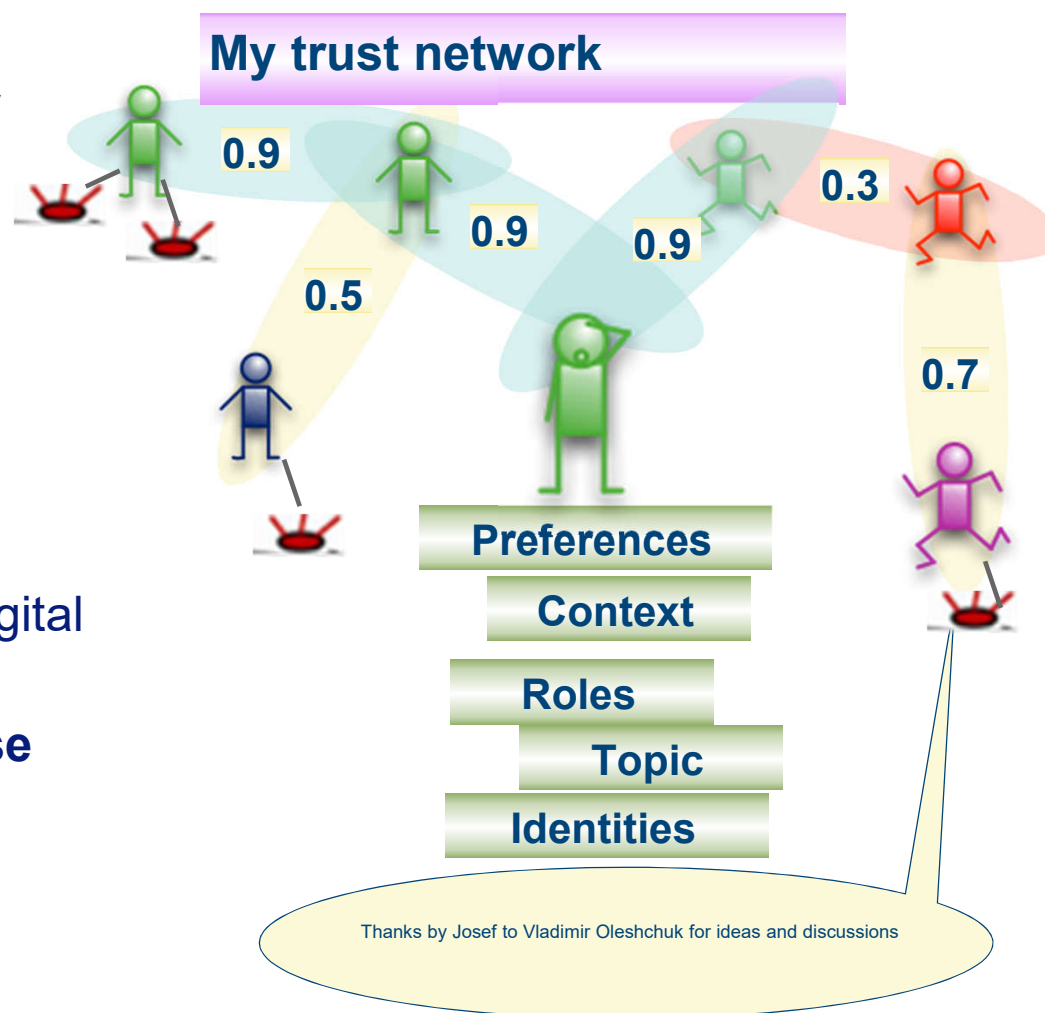 My trust network
0.9
0.3
0.9
0.9
0.5
0.7
Preferences
Context
gital
Roles
se
Topic
Identities
Thanks by Josef to Vladimir Oleshchuk for ideas and discussions